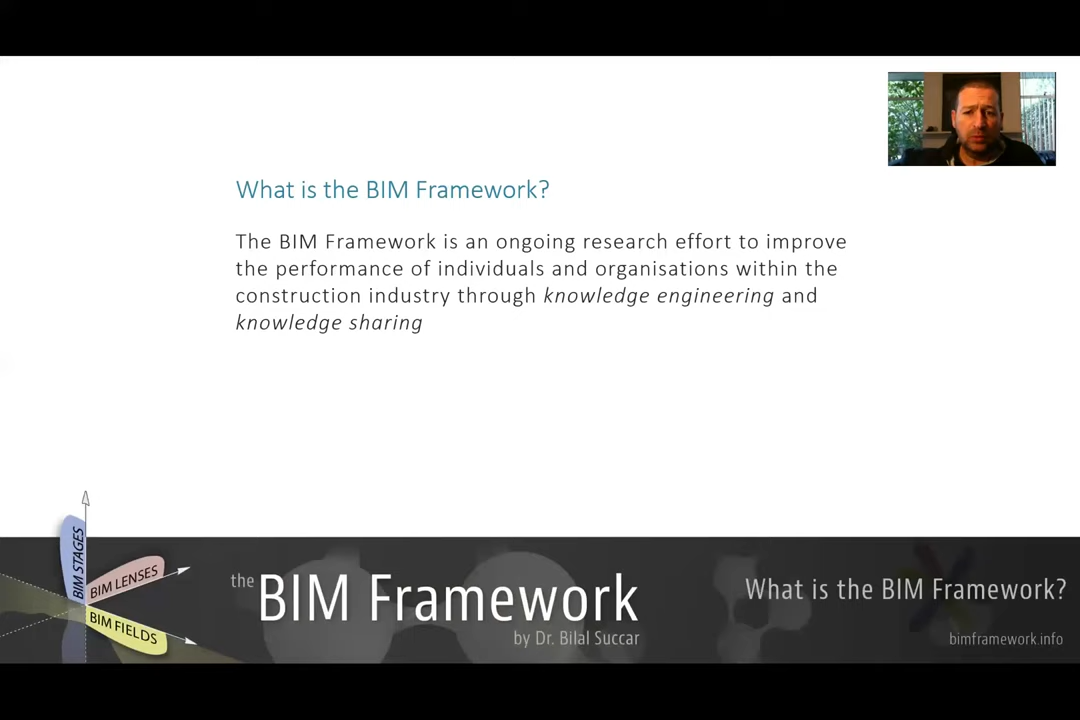 What is the BIM Framework?
The BIM Framework is an ongoing research effort to improve
the performance of individuals and organisations within the
construction industry through knowledge engineering and
knowledge sharing
BIM STAGES
BIM LENSES
BIM FIELDS
the BIM Framework
by Dr. Bilal Succar
What is the BIM Framework?
bimframework.info